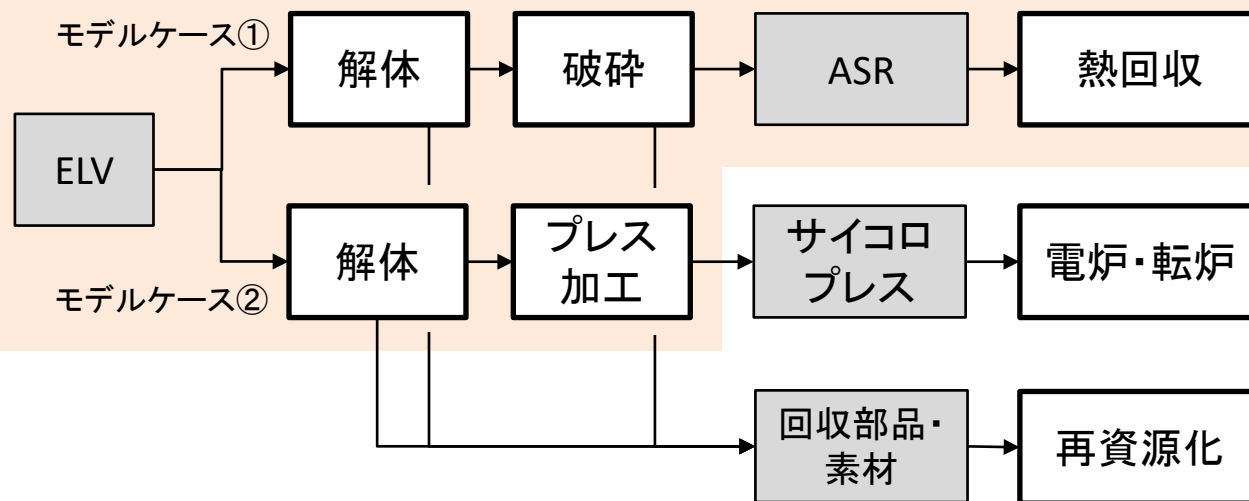 モデルケース①
解体
破砕
ASR
熱回収
ELV
解体
プレス
加工
サイコロ
プレス
電炉・転炉
モデルケース②
回収部品・
素材
再資源化